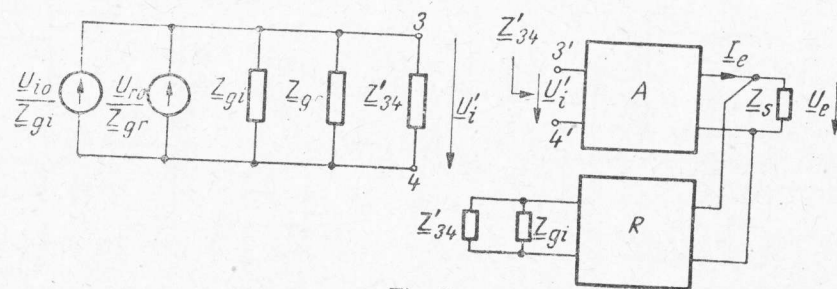 U_io
Z_gi
U_ro
Z_gr
Z_gi
Z_gr
Z'_34
3
4
U'_i
Z'_34
3'
4'
U'_i
A
I_e
Z_s
U_e
Z'_34
Z_gi
R